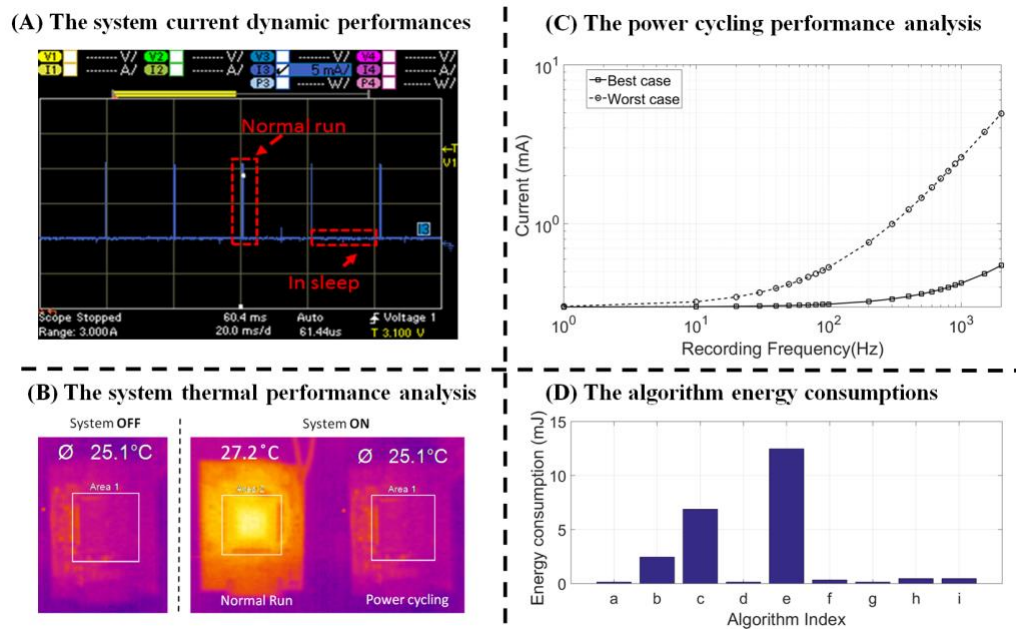 (A) The system current dynamic performances
V1 ----- V/ V2 ----- V/ V3 ----- V/ V4 ----- V/
I1 ----- A/ I2 ----- A/ I3 5 mA/ I4 ----- A/
P3 ----- W/ P4 ----- W/
Normal run
T
V1
I3
In sleep
Scope Stopped 60.4 ms Auto Voltage 1
Range: 3.000A 20.0 ms/d 61.44us T 3.100 V
(B) The system thermal performance analysis
System OFF System ON
Ø 25.1°C 27.2°C Ø 25.1°C
Area 1 Area 1
Normal Run Power cycling
(C) The power cycling performance analysis
Best case
Worst case
Current (mA)
10¹
10⁰
10⁰ 10¹ 10² 10³
Recording Frequency(Hz)
(D) The algorithm energy consumptions
Energy consumption (mJ)
15
10
5
0
a b c d e f g h i
Algorithm Index